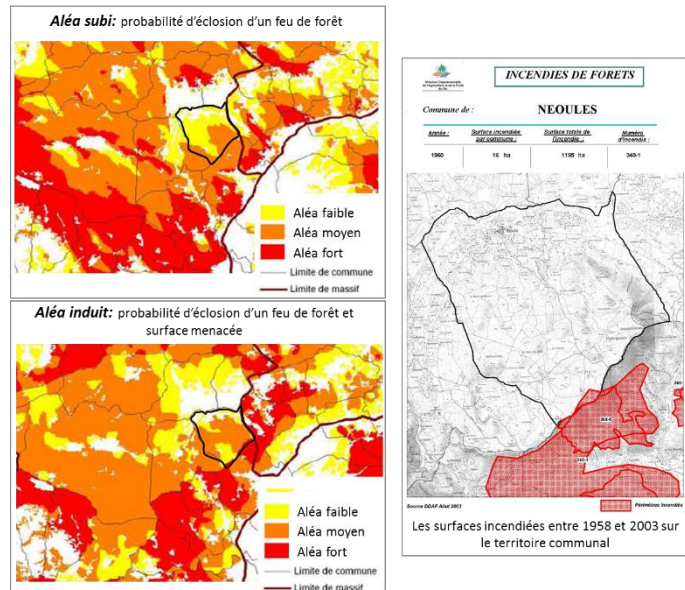 Aléa subi: probabilité d'éclosion d'un feu de forêt
Aléa faible
Aléa moyen
Aléa fort
Limite de commune
Limite de massif
Aléa induit: probabilité d'éclosion d'un feu de forêt et
surface menacée
Aléa faible
Aléa moyen
Aléa fort
Limite de commune
Limite de massif
INCENDIES DE FORETS
Commune de : NEOULES
Année : Surface incendiée par commune : Surface totale de l'incendie : Numéro d'incendie :
16 ha 1195 ha 349-1
Source DDAF Août 2003
Périmètres Incendiés
Les surfaces incendiées entre 1958 et 2003 sur
le territoire communal